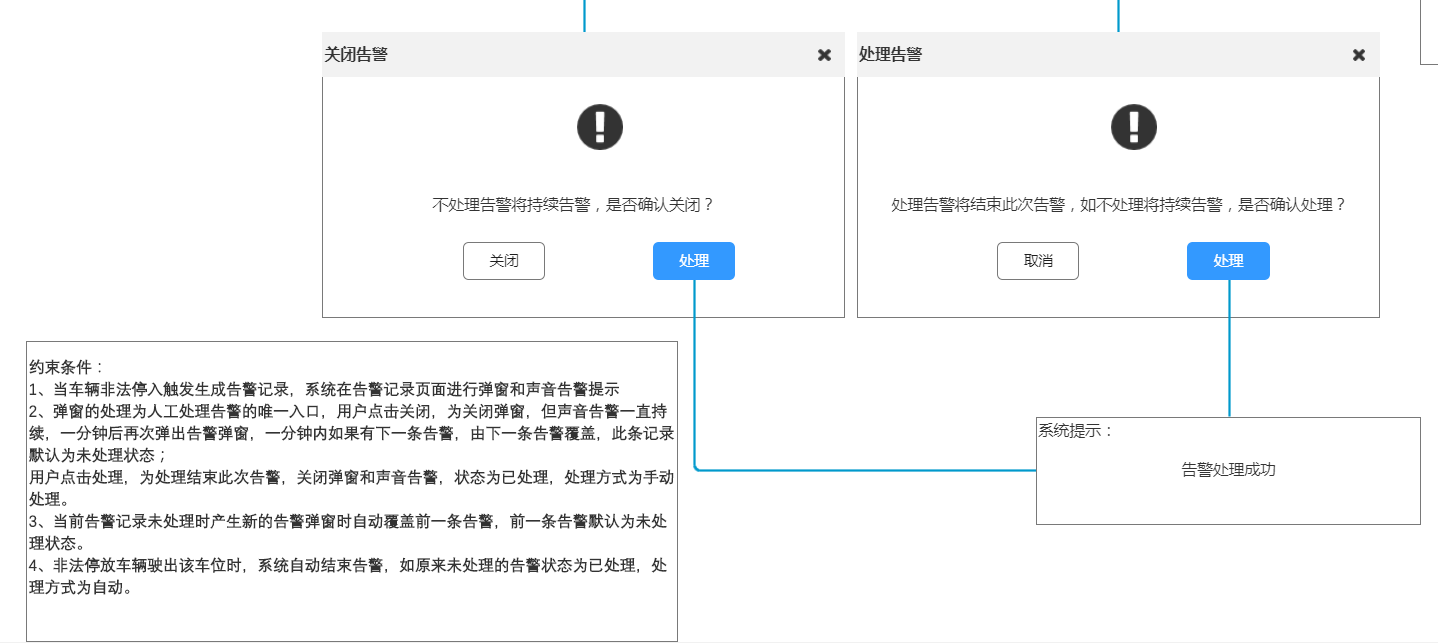 关闭告警
不处理告警将持续告警，是否确认关闭？
关闭
处理
处理告警
处理告警将结束此次告警，如不处理将持续告警，是否确认处理？
取消
处理
约束条件：
1、当车辆非法停入触发生成告警记录，系统在告警记录页面进行弹窗和声音告警提示
2、弹窗的处理为人工处理告警的唯一入口，用户点击关闭，为关闭弹窗，但声音告警一直持
续，一分钟后再次弹出告警弹窗，一分钟内如果有下一条告警，由下一条告警覆盖，此条记录
默认为未处理状态；
用户点击处理，为处理结束此次告警，关闭弹窗和声音告警，状态为已处理，处理方式为手动
处理。
3、当前告警记录未处理时产生新的告警弹窗时自动覆盖前一条告警，前一条告警默认为未处
理状态。
4、非法停放车辆驶出该车位时，系统自动结束告警，如原来未处理的告警状态为已处理，处
理方式为自动。
系统提示：
告警处理成功